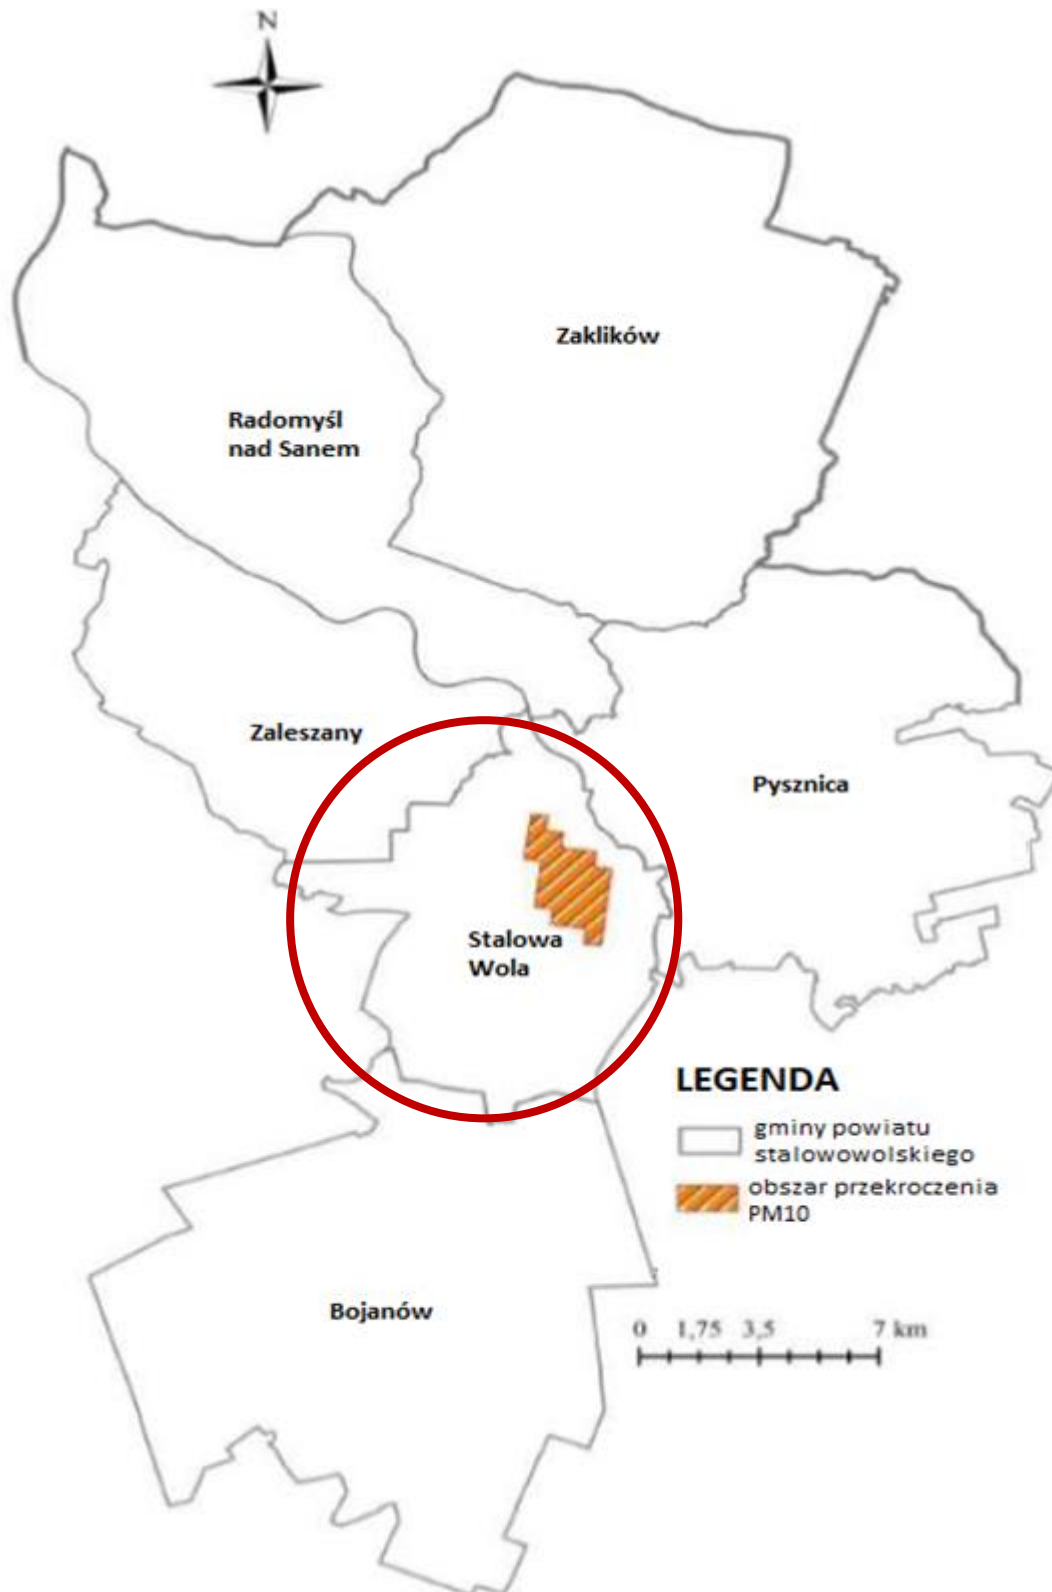 N
Zaklików
Radomyśl
nad Sanem
Zaleszany
Pysznica
Stalowa
Wola
LEGENDA
gminy powiatu
stalowowolskiego
obszar przekroczenia
PM10
Bojanów
0 1,75 3,5 7 km